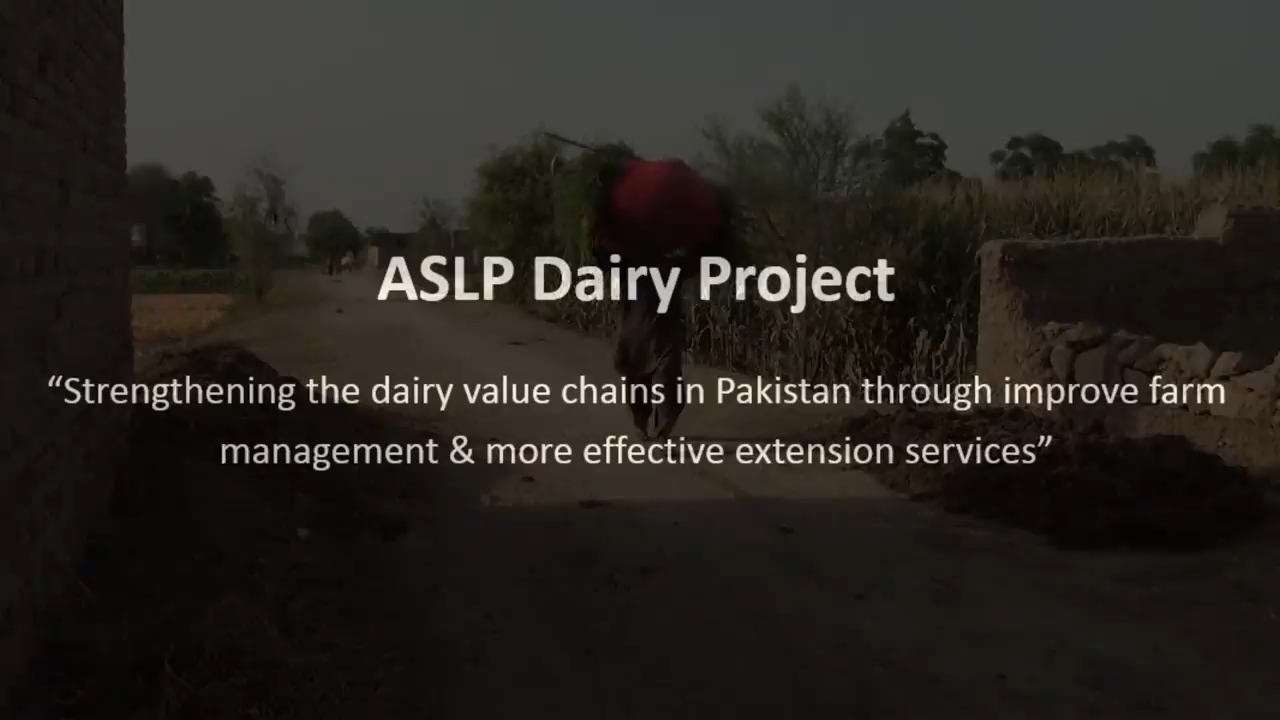 ASLP Dairy Project
“Strengthening the dairy value chains in Pakistan through improve farm
management & more effective extension services”